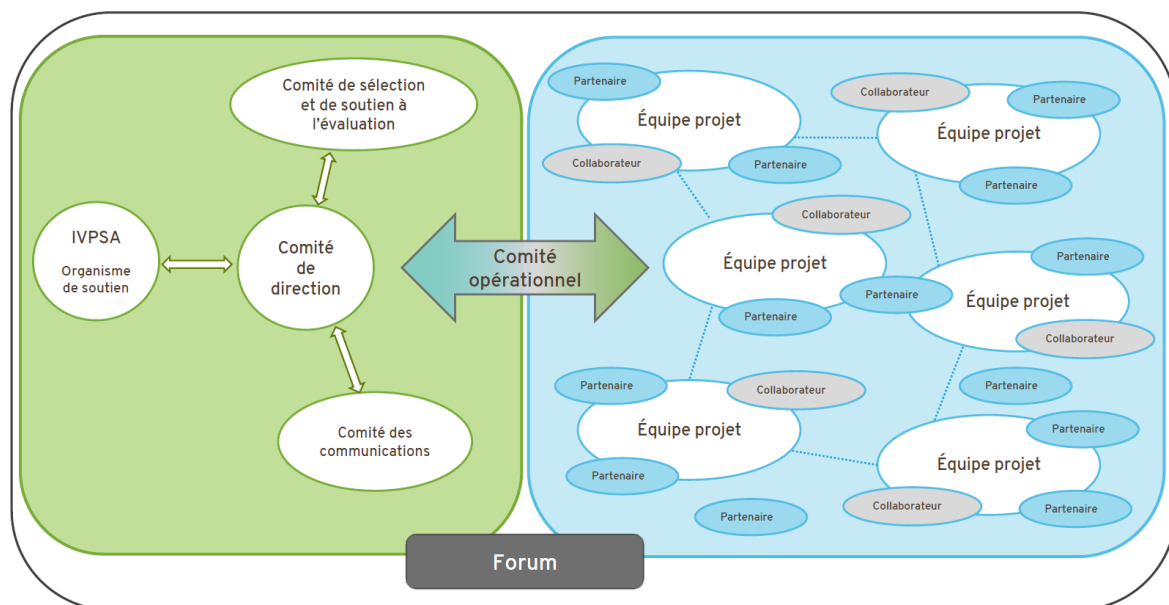 Comité de sélection
et de soutien à
l'évaluation
IVPSA
Organisme
de soutien
Comité
de
direction
Comité des
communications
Comité
opérationnel
Partenaire
Équipe projet
Collaborateur
Partenaire
Collaborateur
Partenaire
Équipe projet
Partenaire
Collaborateur
Équipe projet
Partenaire
Partenaire
Partenaire
Équipe projet
Collaborateur
Partenaire
Partenaire
Collaborateur
Équipe projet
Partenaire
Partenaire
Partenaire
Équipe projet
Collaborateur
Partenaire
Partenaire
Forum